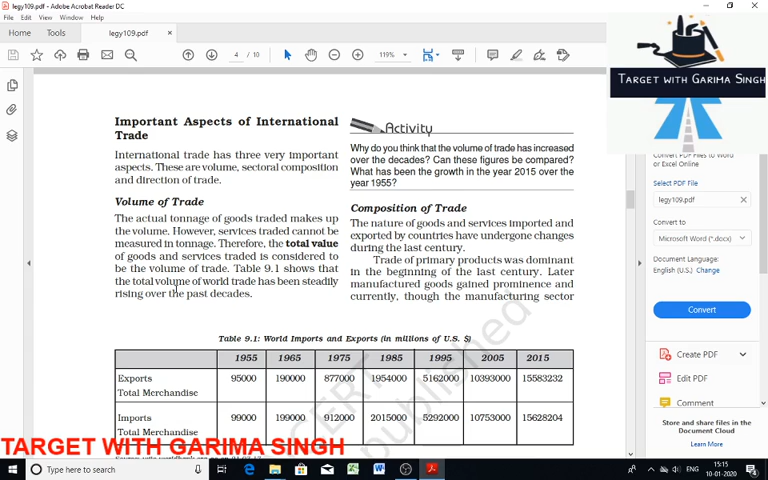 legy109.pdf - Adobe Acrobat Reader DC
File Edit View Window Help
Home Tools legy109.pdf ×
4 / 10 119%
TARGET WITH GARIMA SINGH
Important Aspects of International
Trade
International trade has three very important
aspects. These are volume, sectoral composition
and direction of trade.
Volume of Trade
The actual tonnage of goods traded makes up
the volume. However, services traded cannot be
measured in tonnage. Therefore, the total value
of goods and services traded is considered to
be the volume of trade. Table 9.1 shows that
the total volume of world trade has been steadily
rising over the past decades.
Activity
Why do you think that the volume of trade has increased
over the decades? Can these figures be compared?
What has been the growth in the year 2015 over the
year 1955?
Composition of Trade
The nature of goods and services imported and
exported by countries have undergone changes
during the last century.
Trade of primary products was dominant
in the beginning of the last century. Later
manufactured goods gained prominence and
currently, though the manufacturing sector
Table 9.1: World Imports and Exports (in millions of U.S. $)
1955 1965 1975 1985 1995 2005 2015
Exports 95000 190000 877000 1954000 5162000 10393000 15583232
Total Merchandise
Imports 99000 199000 912000 2015000 5292000 10753000 15628204
Total Merchandise
published
Convert PDFs to Word
or Excel Online
Select PDF File
legy109.pdf ×
Convert to
Microsoft Word (*.docx)
Document Language:
English (U.S.) Change
Convert
Create PDF
Edit PDF
Comment
Store and share files in the
Document Cloud
Learn More
TARGET WITH GARIMA SINGH
Type here to search
ENG
15:15
10-01-2020